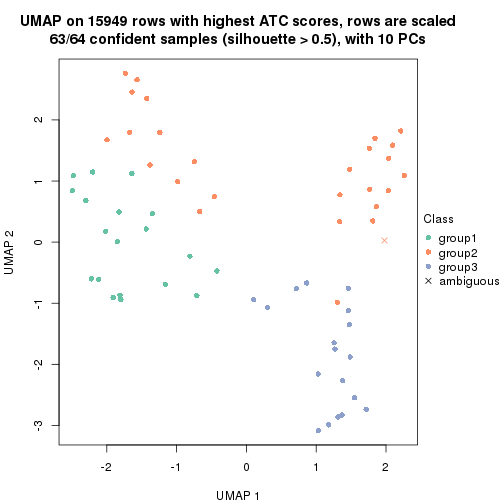 UMAP on 15949 rows with highest ATC scores, rows are scaled
63/64 confident samples (silhouette > 0.5), with 10 PCs
2
1
0
-1
-2
-3
UMAP 2
-2
-1
0
1
2
UMAP 1
Class
group1
group2
group3
ambiguous